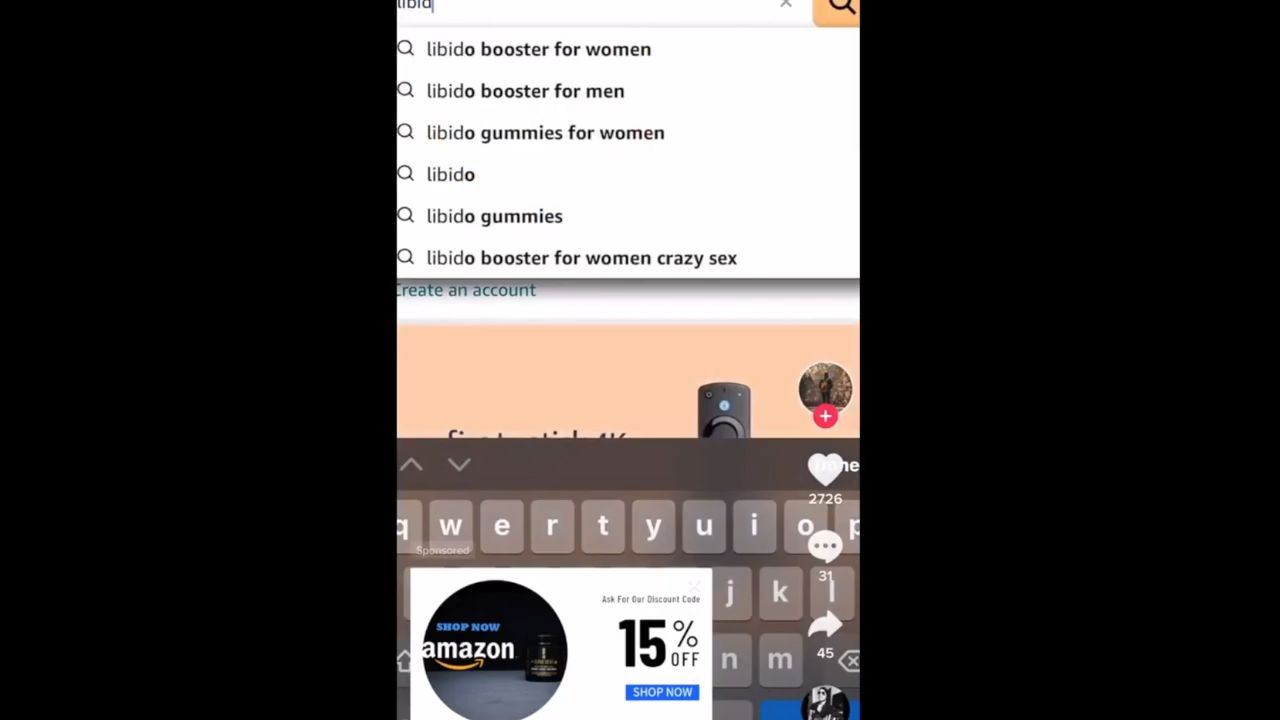 libid
libido booster for women
libido booster for men
libido gummies for women
libido
libido gummies
libido booster for women crazy sex
Create an account
2726
q w e r t y u i o p
Sponsored
31
j k l
Ask For Our Discount Code
SHOP NOW
amazon
15% OFF
SHOP NOW
n m
45